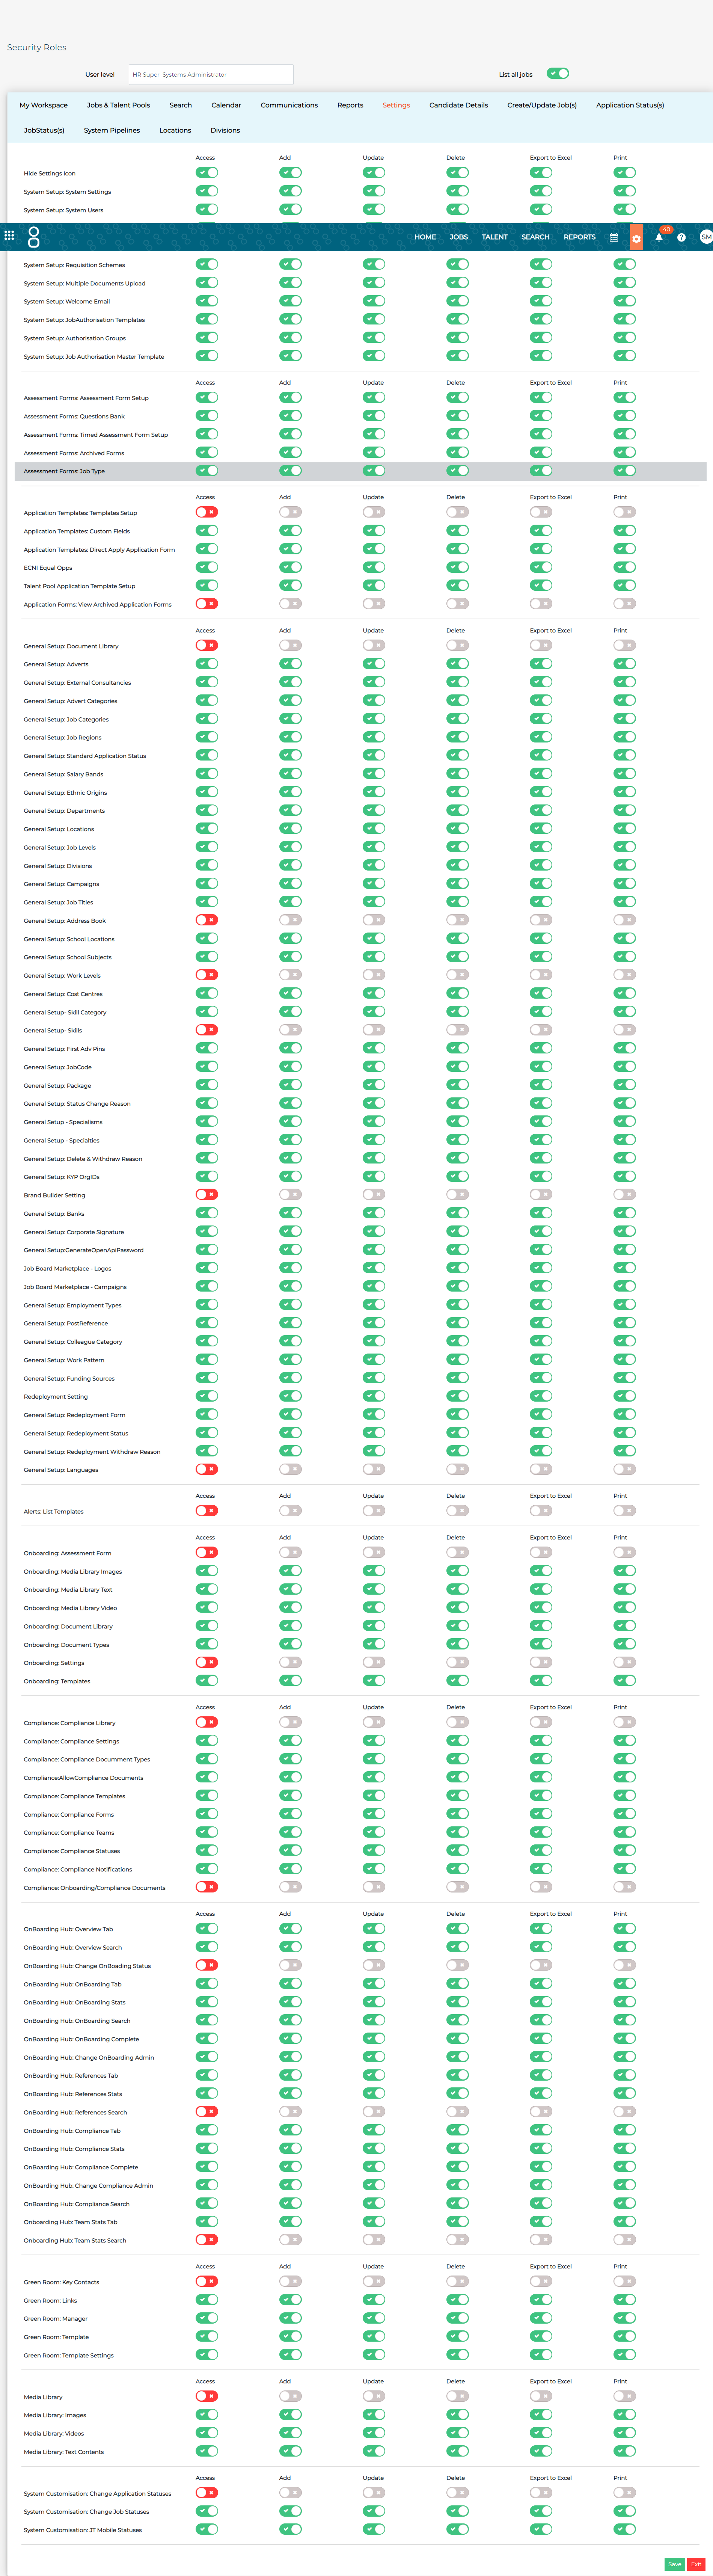 Security Roles
User level HR Super Systems Administrator List all jobs
My Workspace Jobs & Talent Pools Search Calendar Communications Reports Settings Candidate Details Create/Update Job(s) Application Status(s)
JobStatus(s) System Pipelines Locations Divisions
Access Add Update Delete Export to Excel Print
Hide Settings Icon
System Setup: System Settings
System Setup: System Users
HOME JOBS TALENT SEARCH REPORTS 40 SM
System Setup: Requisition Schemes
System Setup: Multiple Documents Upload
System Setup: Welcome Email
System Setup: JobAuthorisation Templates
System Setup: Authorisation Groups
System Setup: Job Authorisation Master Template
Access Add Update Delete Export to Excel Print
Assessment Forms: Assessment Form Setup
Assessment Forms: Questions Bank
Assessment Forms: Timed Assessment Form Setup
Assessment Forms: Archived Forms
Assessment Forms: Job Type
Access Add Update Delete Export to Excel Print
Application Templates: Templates Setup
Application Templates: Custom Fields
Application Templates: Direct Apply Application Form
ECNI Equal Opps
Talent Pool Application Template Setup
Application Forms: View Archived Application Forms
Access Add Update Delete Export to Excel Print
General Setup: Document Library
General Setup: Adverts
General Setup: External Consultancies
General Setup: Advert Categories
General Setup: Job Categories
General Setup: Job Regions
General Setup: Standard Application Status
General Setup: Salary Bands
General Setup: Ethnic Origins
General Setup: Departments
General Setup: Locations
General Setup: Job Levels
General Setup: Divisions
General Setup: Campaigns
General Setup: Job Titles
General Setup: Address Book
General Setup: School Locations
General Setup: School Subjects
General Setup: Work Levels
General Setup: Cost Centres
General Setup- Skill Category
General Setup- Skills
General Setup: First Adv Pins
General Setup: JobCode
General Setup: Package
General Setup: Status Change Reason
General Setup - Specialisms
General Setup - Specialties
General Setup: Delete & Withdraw Reason
General Setup: KYP OrgIDs
Brand Builder Setting
General Setup: Banks
General Setup: Corporate Signature
General Setup:GenerateOpenApiPassword
Job Board Marketplace - Logos
Job Board Marketplace - Campaigns
General Setup: Employment Types
General Setup: PostReference
General Setup: Colleague Category
General Setup: Work Pattern
General Setup: Funding Sources
Redeployment Setting
General Setup: Redeployment Form
General Setup: Redeployment Status
General Setup: Redeployment Withdraw Reason
General Setup: Languages
Access Add Update Delete Export to Excel Print
Alerts: List Templates
Access Add Update Delete Export to Excel Print
Onboarding: Assessment Form
Onboarding: Media Library Images
Onboarding: Media Library Text
Onboarding: Media Library Video
Onboarding: Document Library
Onboarding: Document Types
Onboarding: Settings
Onboarding: Templates
Access Add Update Delete Export to Excel Print
Compliance: Compliance Library
Compliance: Compliance Settings
Compliance: Compliance Documment Types
Compliance:AllowCompliance Documents
Compliance: Compliance Templates
Compliance: Compliance Forms
Compliance: Compliance Teams
Compliance: Compliance Statuses
Compliance: Compliance Notifications
Compliance: Onboarding/Compliance Documents
Access Add Update Delete Export to Excel Print
OnBoarding Hub: Overview Tab
OnBoarding Hub: Overview Search
OnBoarding Hub: Change OnBoading Status
OnBoarding Hub: OnBoarding Tab
OnBoarding Hub: OnBoarding Stats
OnBoarding Hub: OnBoarding Search
OnBoarding Hub: OnBoarding Complete
OnBoarding Hub: Change OnBoarding Admin
OnBoarding Hub: References Tab
OnBoarding Hub: References Stats
OnBoarding Hub: References Search
OnBoarding Hub: Compliance Tab
OnBoarding Hub: Compliance Stats
OnBoarding Hub: Compliance Complete
OnBoarding Hub: Change Compliance Admin
OnBoarding Hub: Compliance Search
Onboarding Hub: Team Stats Tab
Onboarding Hub: Team Stats Search
Access Add Update Delete Export to Excel Print
Green Room: Key Contacts
Green Room: Links
Green Room: Manager
Green Room: Template
Green Room: Template Settings
Access Add Update Delete Export to Excel Print
Media Library
Media Library: Images
Media Library: Videos
Media Library: Text Contents
Access Add Update Delete Export to Excel Print
System Customisation: Change Application Statuses
System Customisation: Change Job Statuses
System Customisation: JT Mobile Statuses
Save Exit